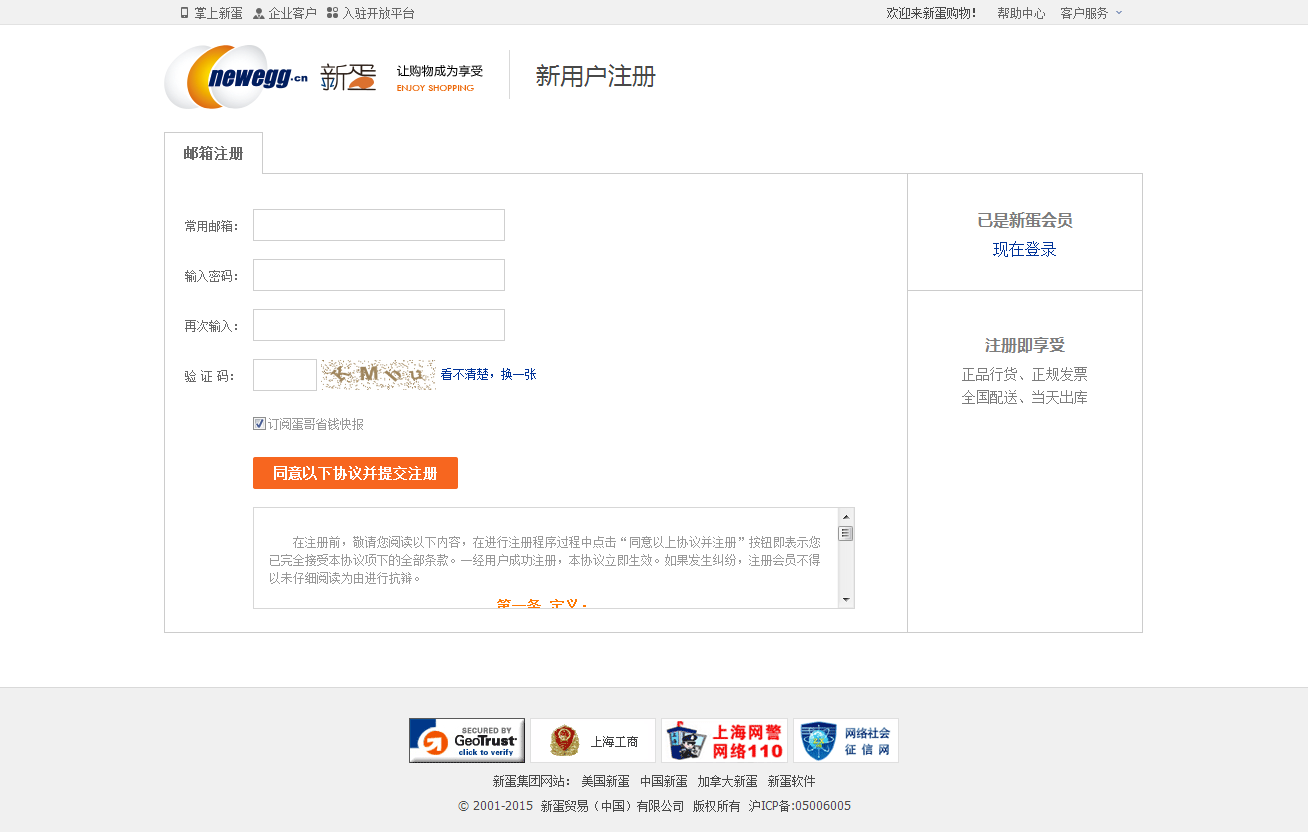 掌上新蛋 企业客户 入驻开放平台 欢迎来新蛋购物! 帮助中心 客户服务
newegg.cn 新蛋 让购物成为享受 新用户注册
ENJOY SHOPPING
邮箱注册
常用邮箱：
输入密码：
再次输入：
验 证 码： 看不清楚，换一张
订阅蛋哥省钱快报
同意以下协议并提交注册
在注册前，敬请您阅读以下内容，在进行注册程序过程中点击“同意以上协议并注册”按钮即表示您
已完全接受本协议项下的全部条款。一经用户成功注册，本协议立即生效。如果发生纠纷，注册会员不得
以未仔细阅读为由进行抗辩。
第一条 定义：
已是新蛋会员
现在登录
注册即享受
正品行货、正规发票
全国配送、当天出库
SECURED BY
GeoTrust
click to verify
上海工商
上海网警
网络110
网络社会
征信网
新蛋集团网站： 美国新蛋 中国新蛋 加拿大新蛋 新蛋软件
© 2001-2015 新蛋贸易（中国）有限公司 版权所有 沪ICP备:05006005